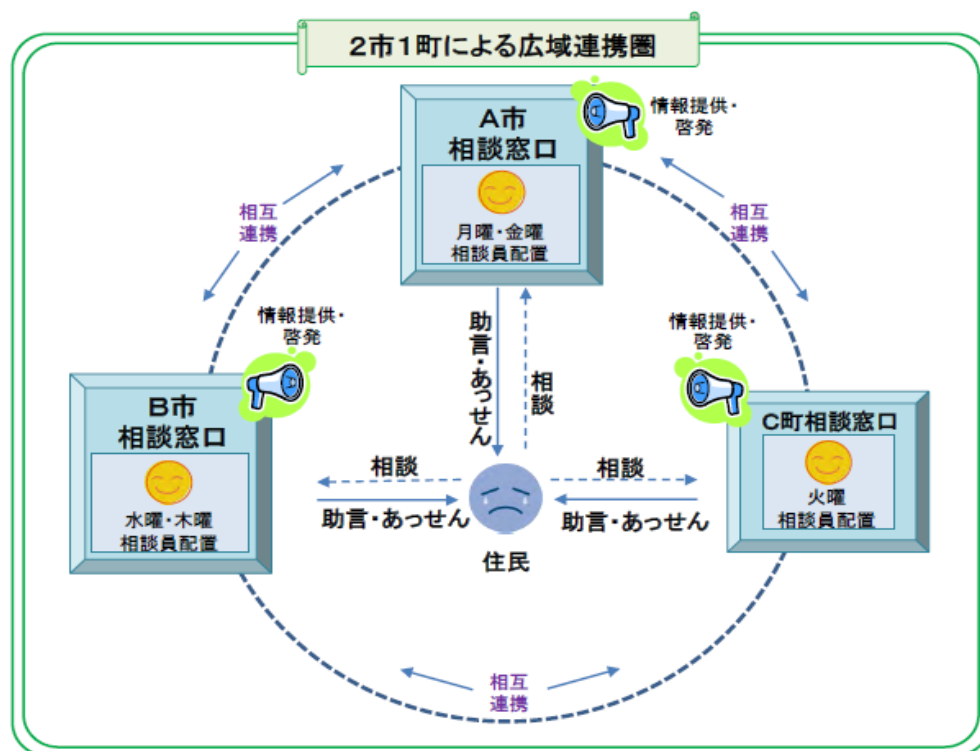 2市1町による広域連携圏
A市
相談窓口
月曜・金曜
相談員配置
情報提供・
啓発
相互
連携
相互
連携
情報提供・
啓発
B市
相談窓口
水曜・木曜
相談員配置
情報提供・
啓発
C町相談窓口
火曜
相談員配置
助言・あっせん
相談
相談
助言・あっせん
相談
助言・あっせん
住民
相互
連携